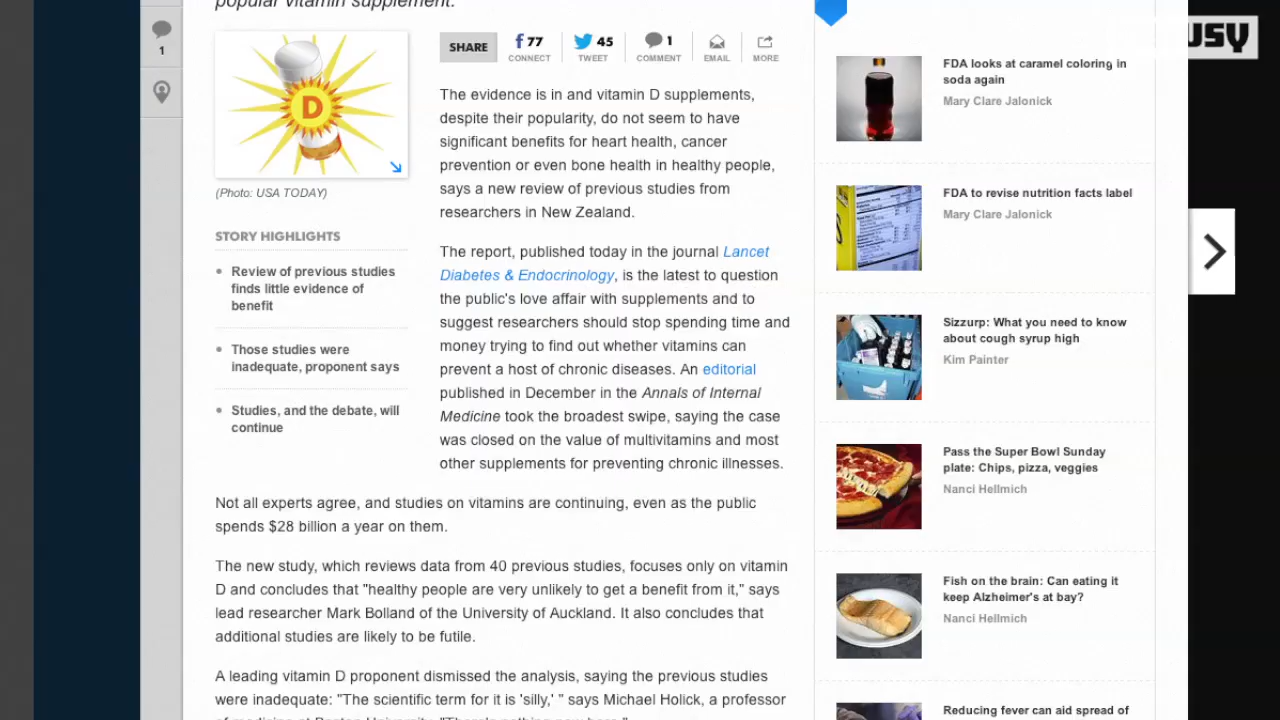 popular vitamin supplement.
1
D
(Photo: USA TODAY)
STORY HIGHLIGHTS
Review of previous studies
finds little evidence of
benefit
Those studies were
inadequate, proponent says
Studies, and the debate, will
continue
SHARE
77
CONNECT
45
TWEET
1
COMMENT
EMAIL
MORE
The evidence is in and vitamin D supplements,
despite their popularity, do not seem to have
significant benefits for heart health, cancer
prevention or even bone health in healthy people,
says a new review of previous studies from
researchers in New Zealand.
The report, published today in the journal Lancet
Diabetes & Endocrinology, is the latest to question
the public's love affair with supplements and to
suggest researchers should stop spending time and
money trying to find out whether vitamins can
prevent a host of chronic diseases. An editorial
published in December in the Annals of Internal
Medicine took the broadest swipe, saying the case
was closed on the value of multivitamins and most
other supplements for preventing chronic illnesses.
Not all experts agree, and studies on vitamins are continuing, even as the public
spends $28 billion a year on them.
The new study, which reviews data from 40 previous studies, focuses only on vitamin
D and concludes that "healthy people are very unlikely to get a benefit from it," says
lead researcher Mark Bolland of the University of Auckland. It also concludes that
additional studies are likely to be futile.
A leading vitamin D proponent dismissed the analysis, saying the previous studies
were inadequate: "The scientific term for it is 'silly,' " says Michael Holick, a professor
FDA looks at caramel coloring in
soda again
Mary Clare Jalonick
FDA to revise nutrition facts label
Mary Clare Jalonick
Sizzurp: What you need to know
about cough syrup high
Kim Painter
Pass the Super Bowl Sunday
plate: Chips, pizza, veggies
Nanci Hellmich
Fish on the brain: Can eating it
keep Alzheimer's at bay?
Nanci Hellmich
Reducing fever can aid spread of